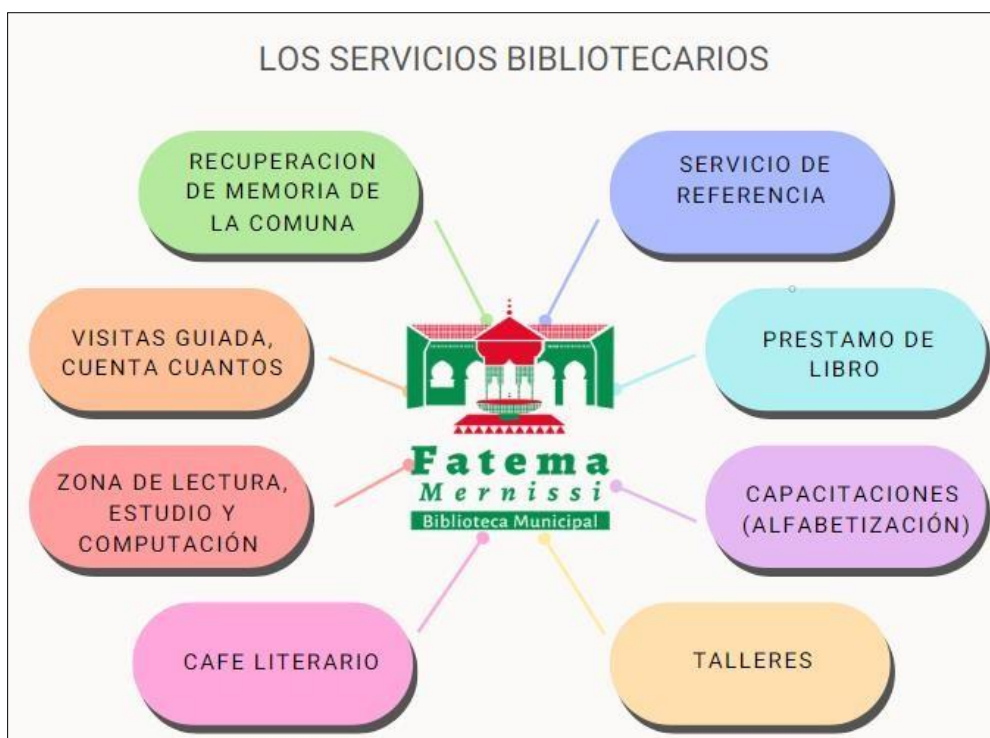 LOS SERVICIOS BIBLIOTECARIOS
RECUPERACION
DE MEMORIA DE
LA COMUNA
SERVICIO DE
REFERENCIA
VISITAS GUIADA,
CUENTA CUANTOS
PRESTAMO DE
LIBRO
ZONA DE LECTURA,
ESTUDIO Y
COMPUTACIÓN
Fatema
Mernissi
Biblioteca Municipal
CAPACITACIONES
(ALFABETIZACIÓN)
CAFE LITERARIO
TALLERES